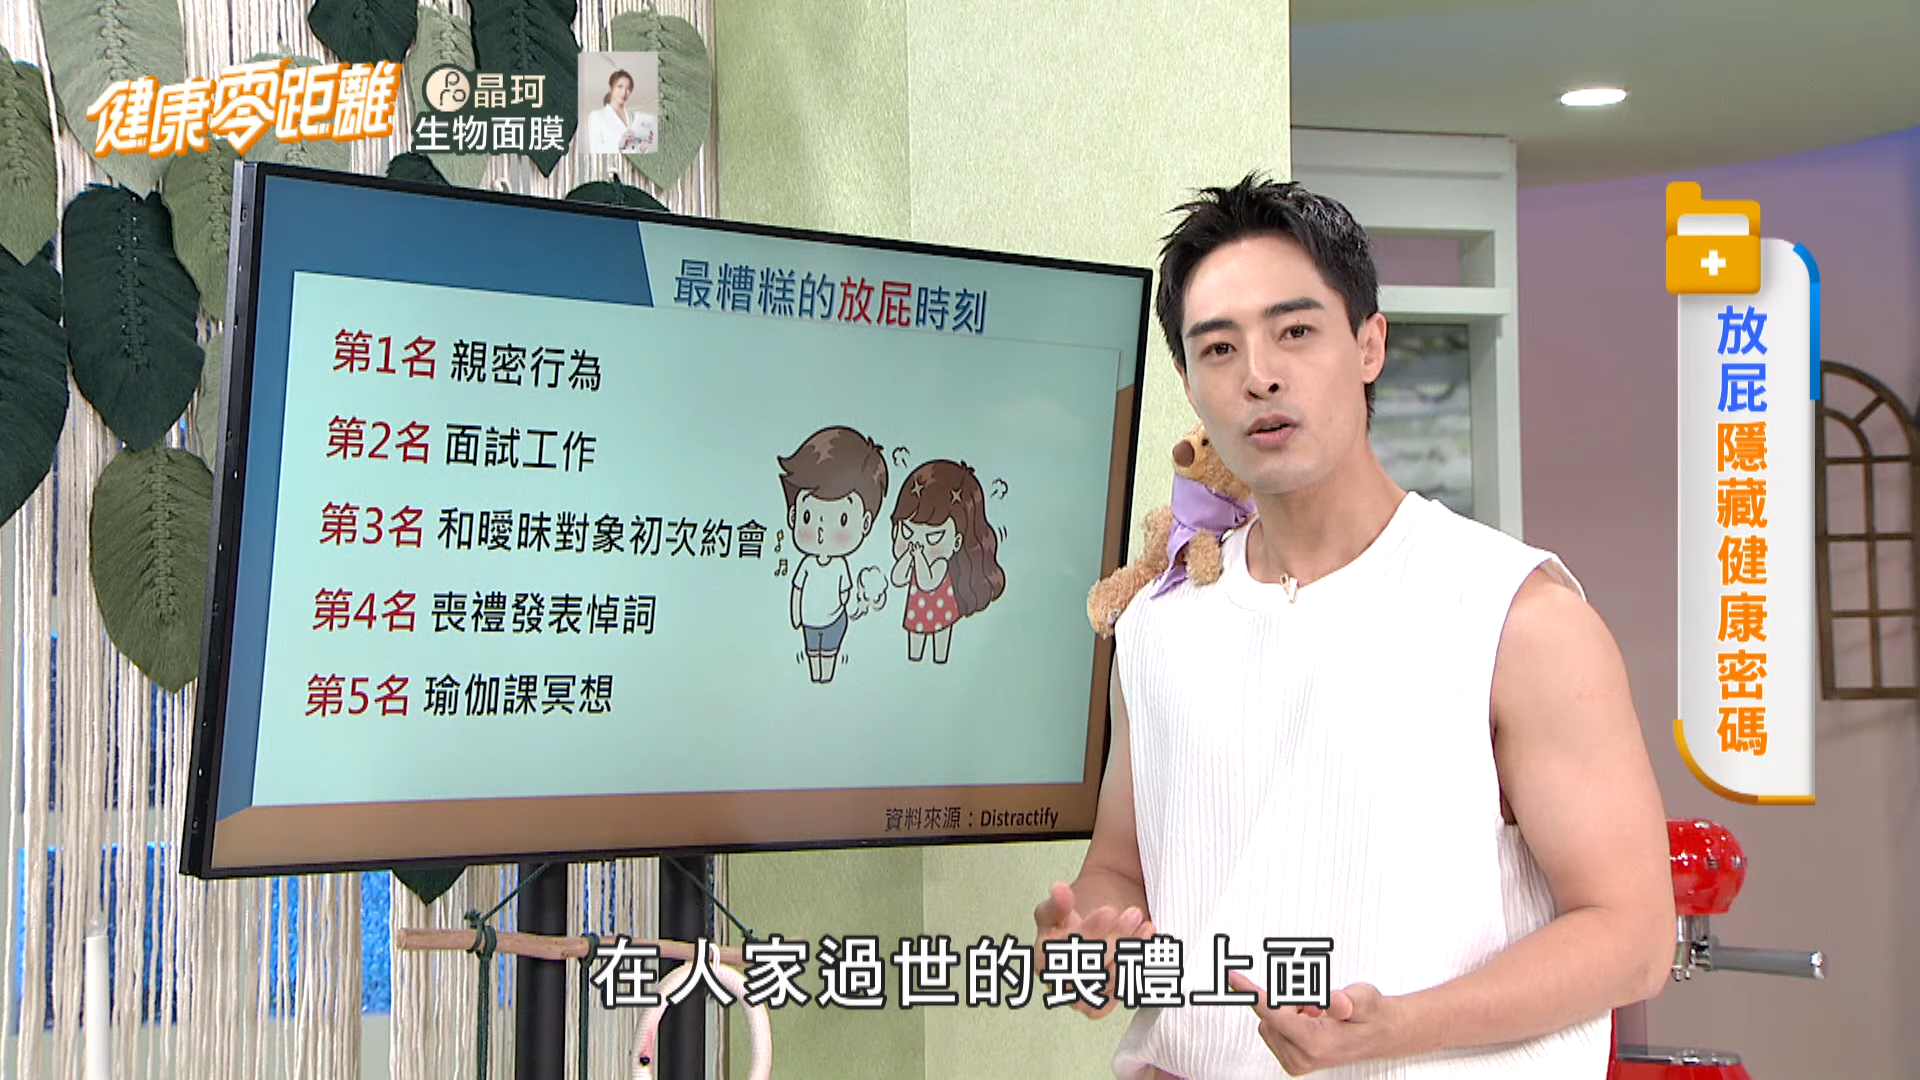 健康零距離
Pro晶珂
生物面膜
最糟糕的放屁時刻
第1名 親密行為
第2名 面試工作
第3名 和曖昧對象初次約會
第4名 喪禮發表悼詞
第5名 瑜伽課冥想
資料來源：Distractify
放屁隱藏健康密碼
在人家過世的喪禮上面